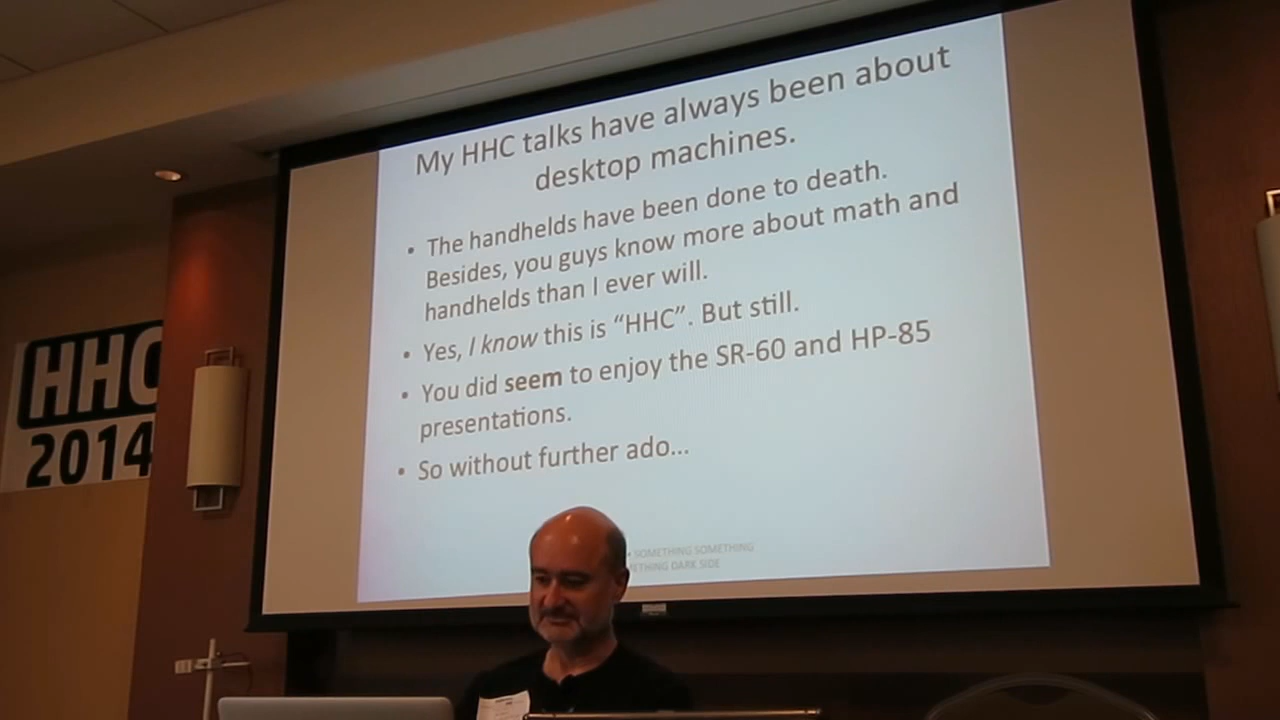 My HHC talks have always been about
desktop machines.
• The handhelds have been done to death.
Besides, you guys know more about math and
handhelds than I ever will.
• Yes, I know this is “HHC”. But still.
• You did seem to enjoy the SR-60 and HP-85
presentations.
• So without further ado...
• SOMETHING SOMETHING
ETHING DARK SIDE
HHC
2014